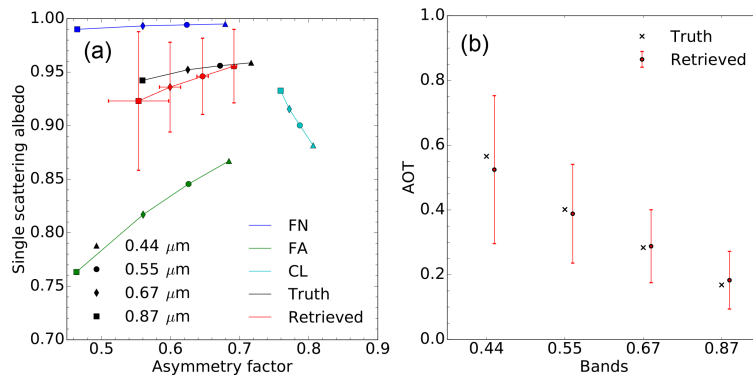 (a)
Single scattering albedo
1.00
0.95
0.90
0.85
0.80
0.75
0.70
0.5 0.6 0.7 0.8 0.9
Asymmetry factor
0.44 μm
0.55 μm
0.67 μm
0.87 μm
FN
FA
CL
Truth
Retrieved
(b)
Truth
Retrieved
AOT
1.0
0.8
0.6
0.4
0.2
0.0
0.44 0.55 0.67 0.87
Bands